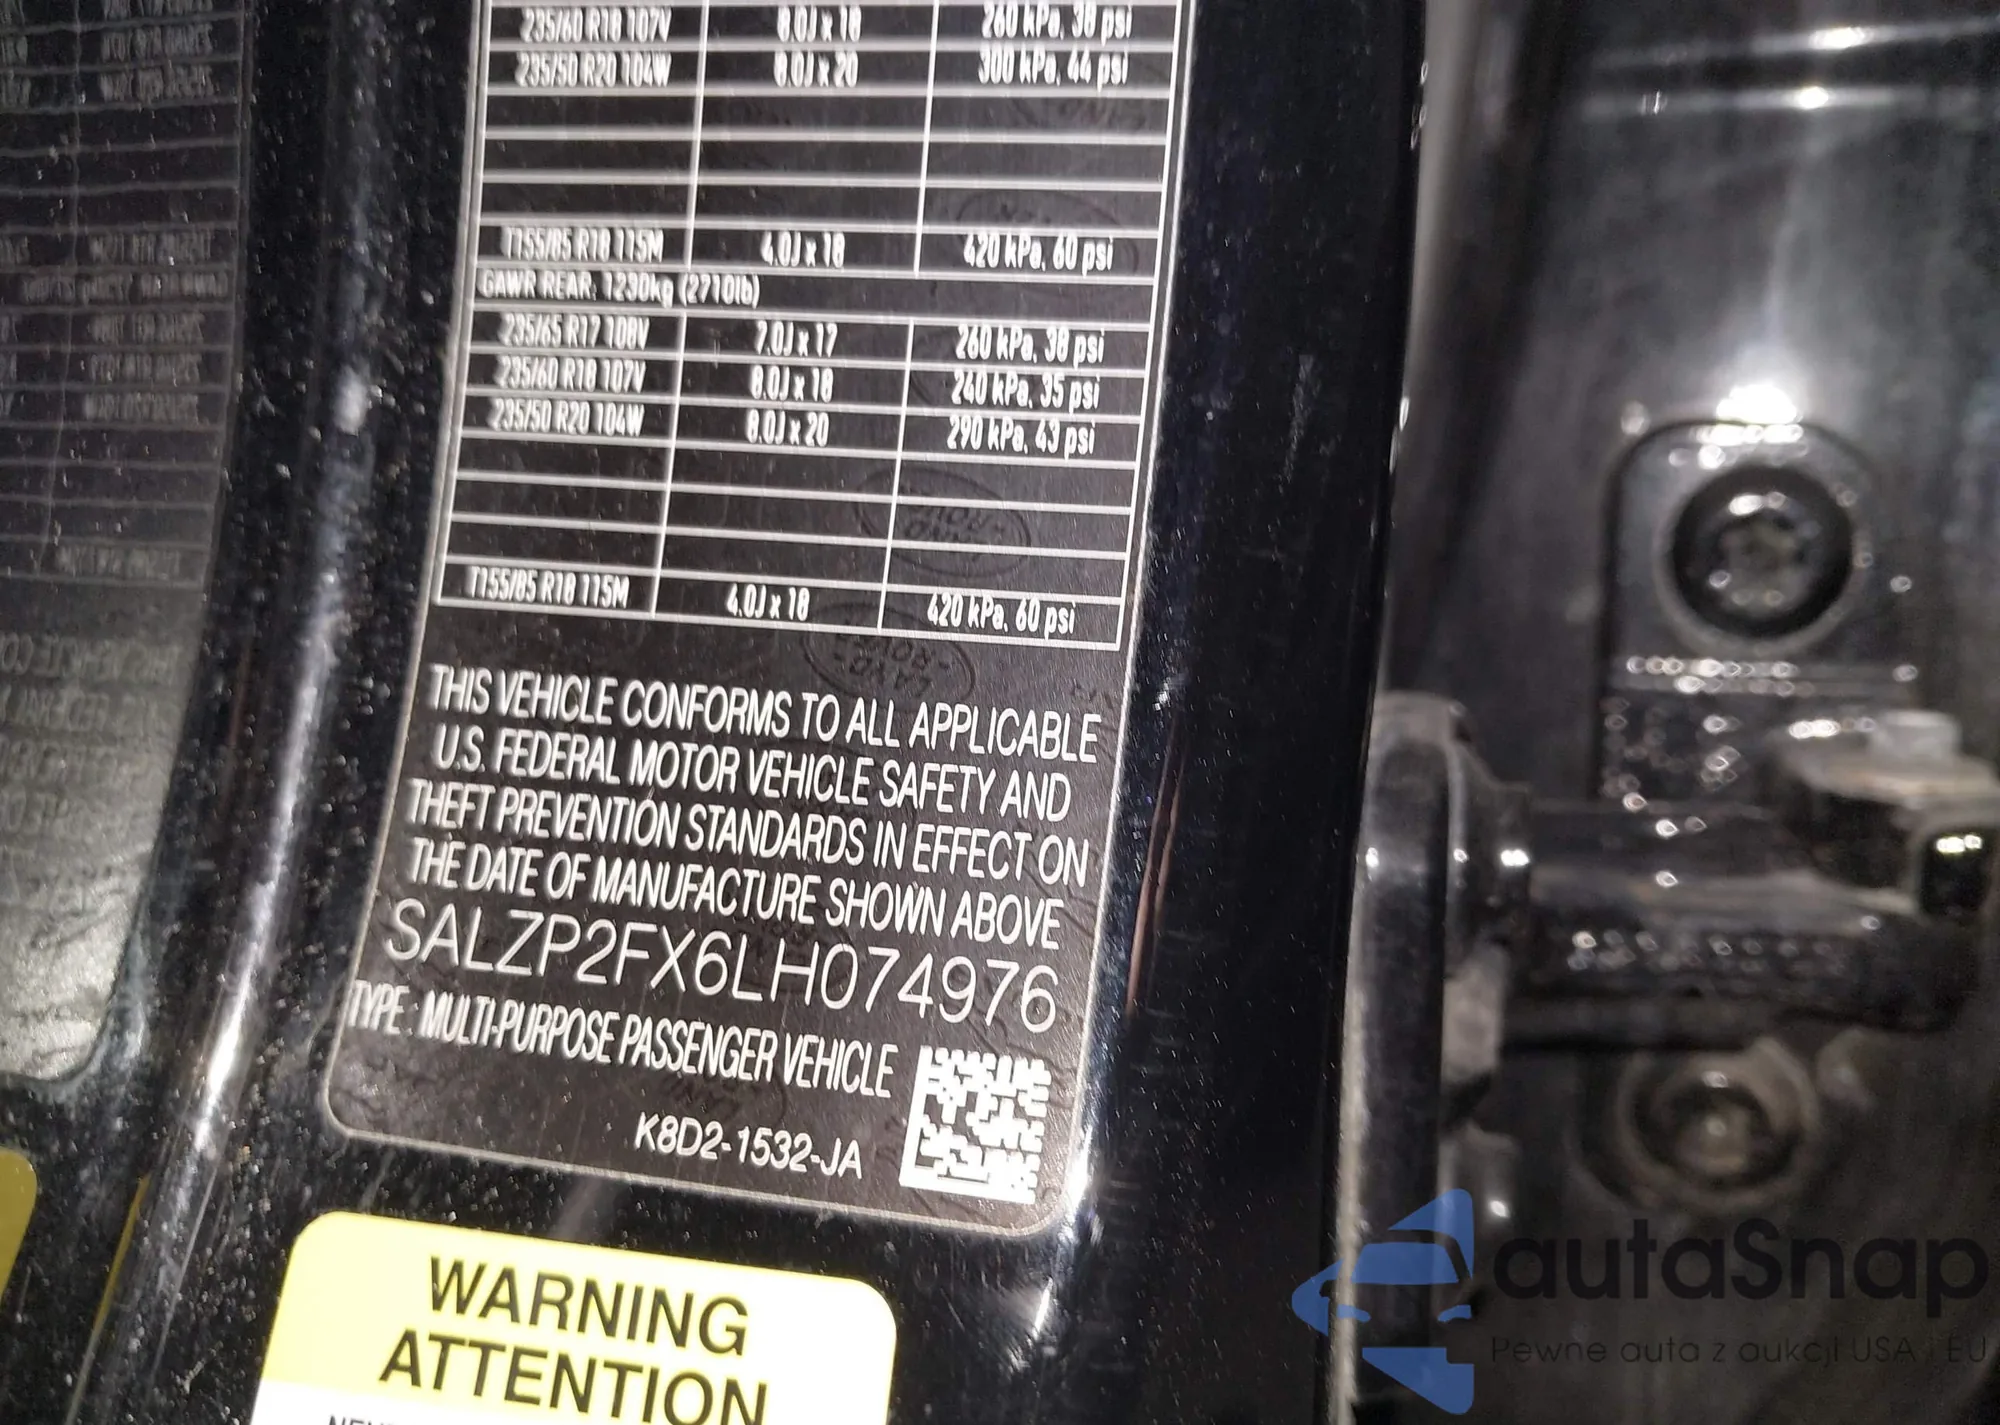 235/60 R18 107V 8.0J x 18 260 kPa, 38 psi
235/50 R20 104W 8.0J x 20 300 kPa, 44 psi
T155/85 R18 115M 4.0J x 18 420 kPa, 60 psi
GAWR REAR: 1230kg (2710lb)
235/65 R17 108V 7.0J x 17 260 kPa, 38 psi
235/60 R18 107V 8.0J x 18 240 kPa, 35 psi
235/50 R20 104W 8.0J x 20 290 kPa, 43 psi
T155/85 R18 115M 4.0J x 18 420 kPa, 60 psi
THIS VEHICLE CONFORMS TO ALL APPLICABLE
U.S. FEDERAL MOTOR VEHICLE SAFETY AND
THEFT PREVENTION STANDARDS IN EFFECT ON
THE DATE OF MANUFACTURE SHOWN ABOVE
SALZP2FX6LH074976
TYPE : MULTI-PURPOSE PASSENGER VEHICLE
K8D2-1532-JA
WARNING
ATTENTION
autaSnap
Pewne auta z aukcji USA i EU